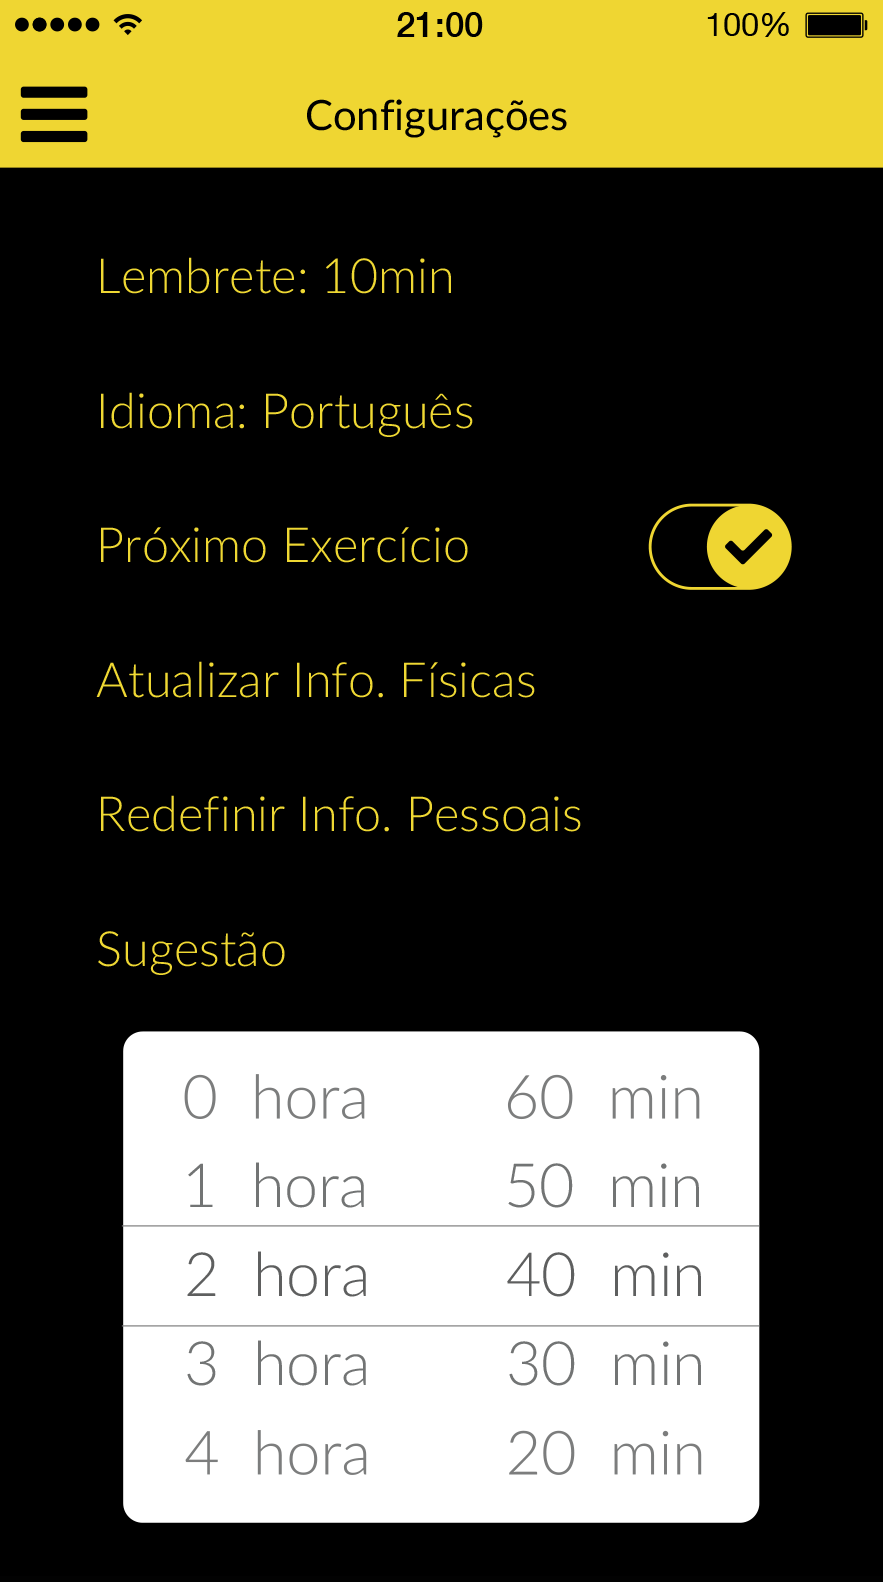 21:00 100%
Configurações
Lembrete: 10min
Idioma: Português
Próximo Exercício
Atualizar Info. Físicas
Redefinir Info. Pessoais
Sugestão
0 hora 60 min
1 hora 50 min
2 hora 40 min
3 hora 30 min
4 hora 20 min